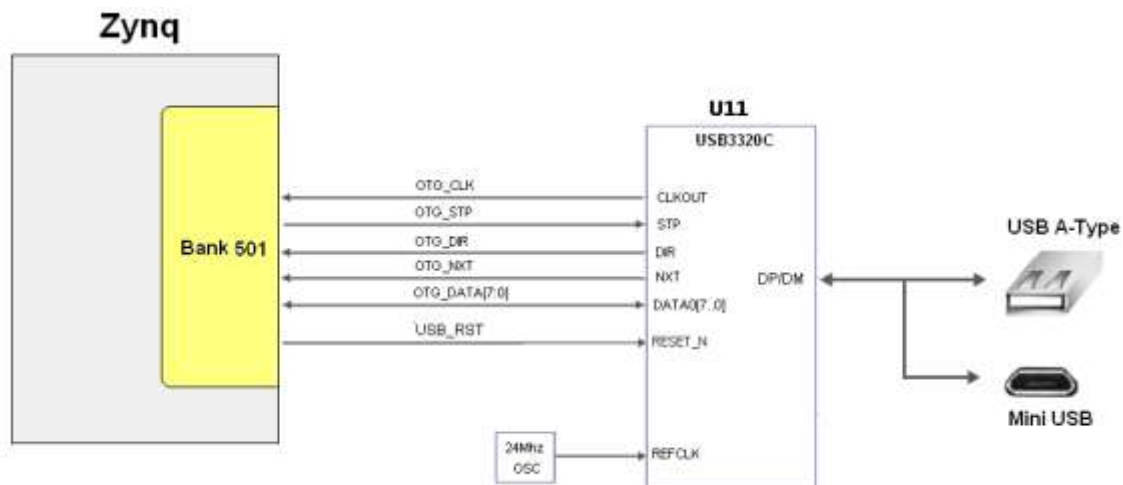 Zynq
Bank 501
OTG_CLK
OTG_STP
OTG_DIR
OTG_NXT
OTG_DATA[7:0]
USB_RST
U11
USB3320C
CLKOUT
STP
DIR
NXT
DATA0[7..0]
RESET_N
REFCLK
DP/DM
24Mhz
OSC
USB A-Type
Mini USB